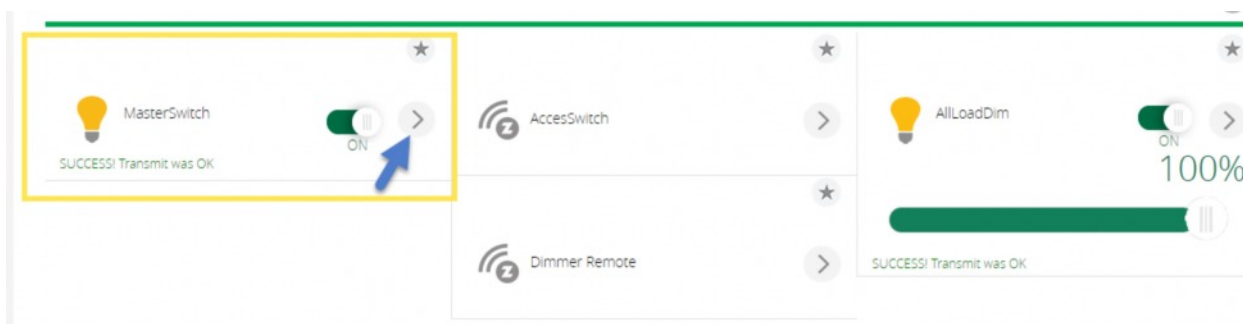 MasterSwitch
ON
SUCCESS! Transmit was OK
Z
AccesSwitch
Z
Dimmer Remote
AllLoadDim
ON
100%
SUCCESS! Transmit was OK